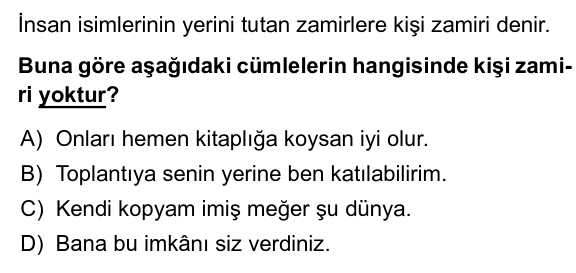 İnsan isimlerinin yerini tutan zamirlere kişi zamiri denir.
Buna göre aşağıdaki cümlelerin hangisinde kişi zami-
ri yoktur?
A) Onları hemen kitaplığa koysan iyi olur.
B) Toplantıya senin yerine ben katılabilirim.
C) Kendi kopyam imiş meğer şu dünya.
D) Bana bu imkânı siz verdiniz.